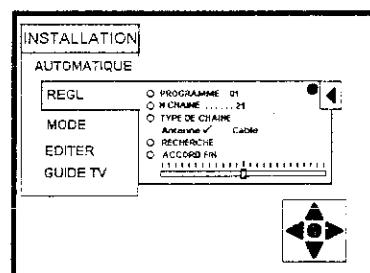 INSTALLATION
AUTOMATIQUE
REGL
MODE
EDITER
GUIDE TV
PROGRAMME 01
N CHAINE ......21
TYPE DE CHAINE
Antenne ✓ Cable
RECHERCHE
ACCORD FIN